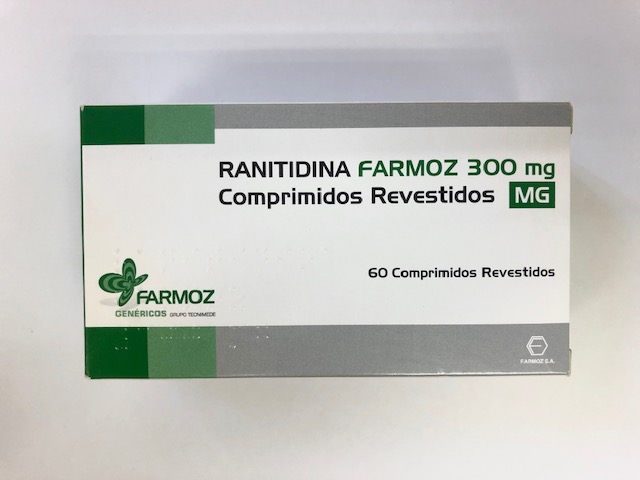 RANITIDINA FARMOZ 300 mg
Comprimidos Revestidos MG
60 Comprimidos Revestidos
FARMOZ
GENÉRICOS GRUPO TECNIMEDE
FARMOZ S.A.